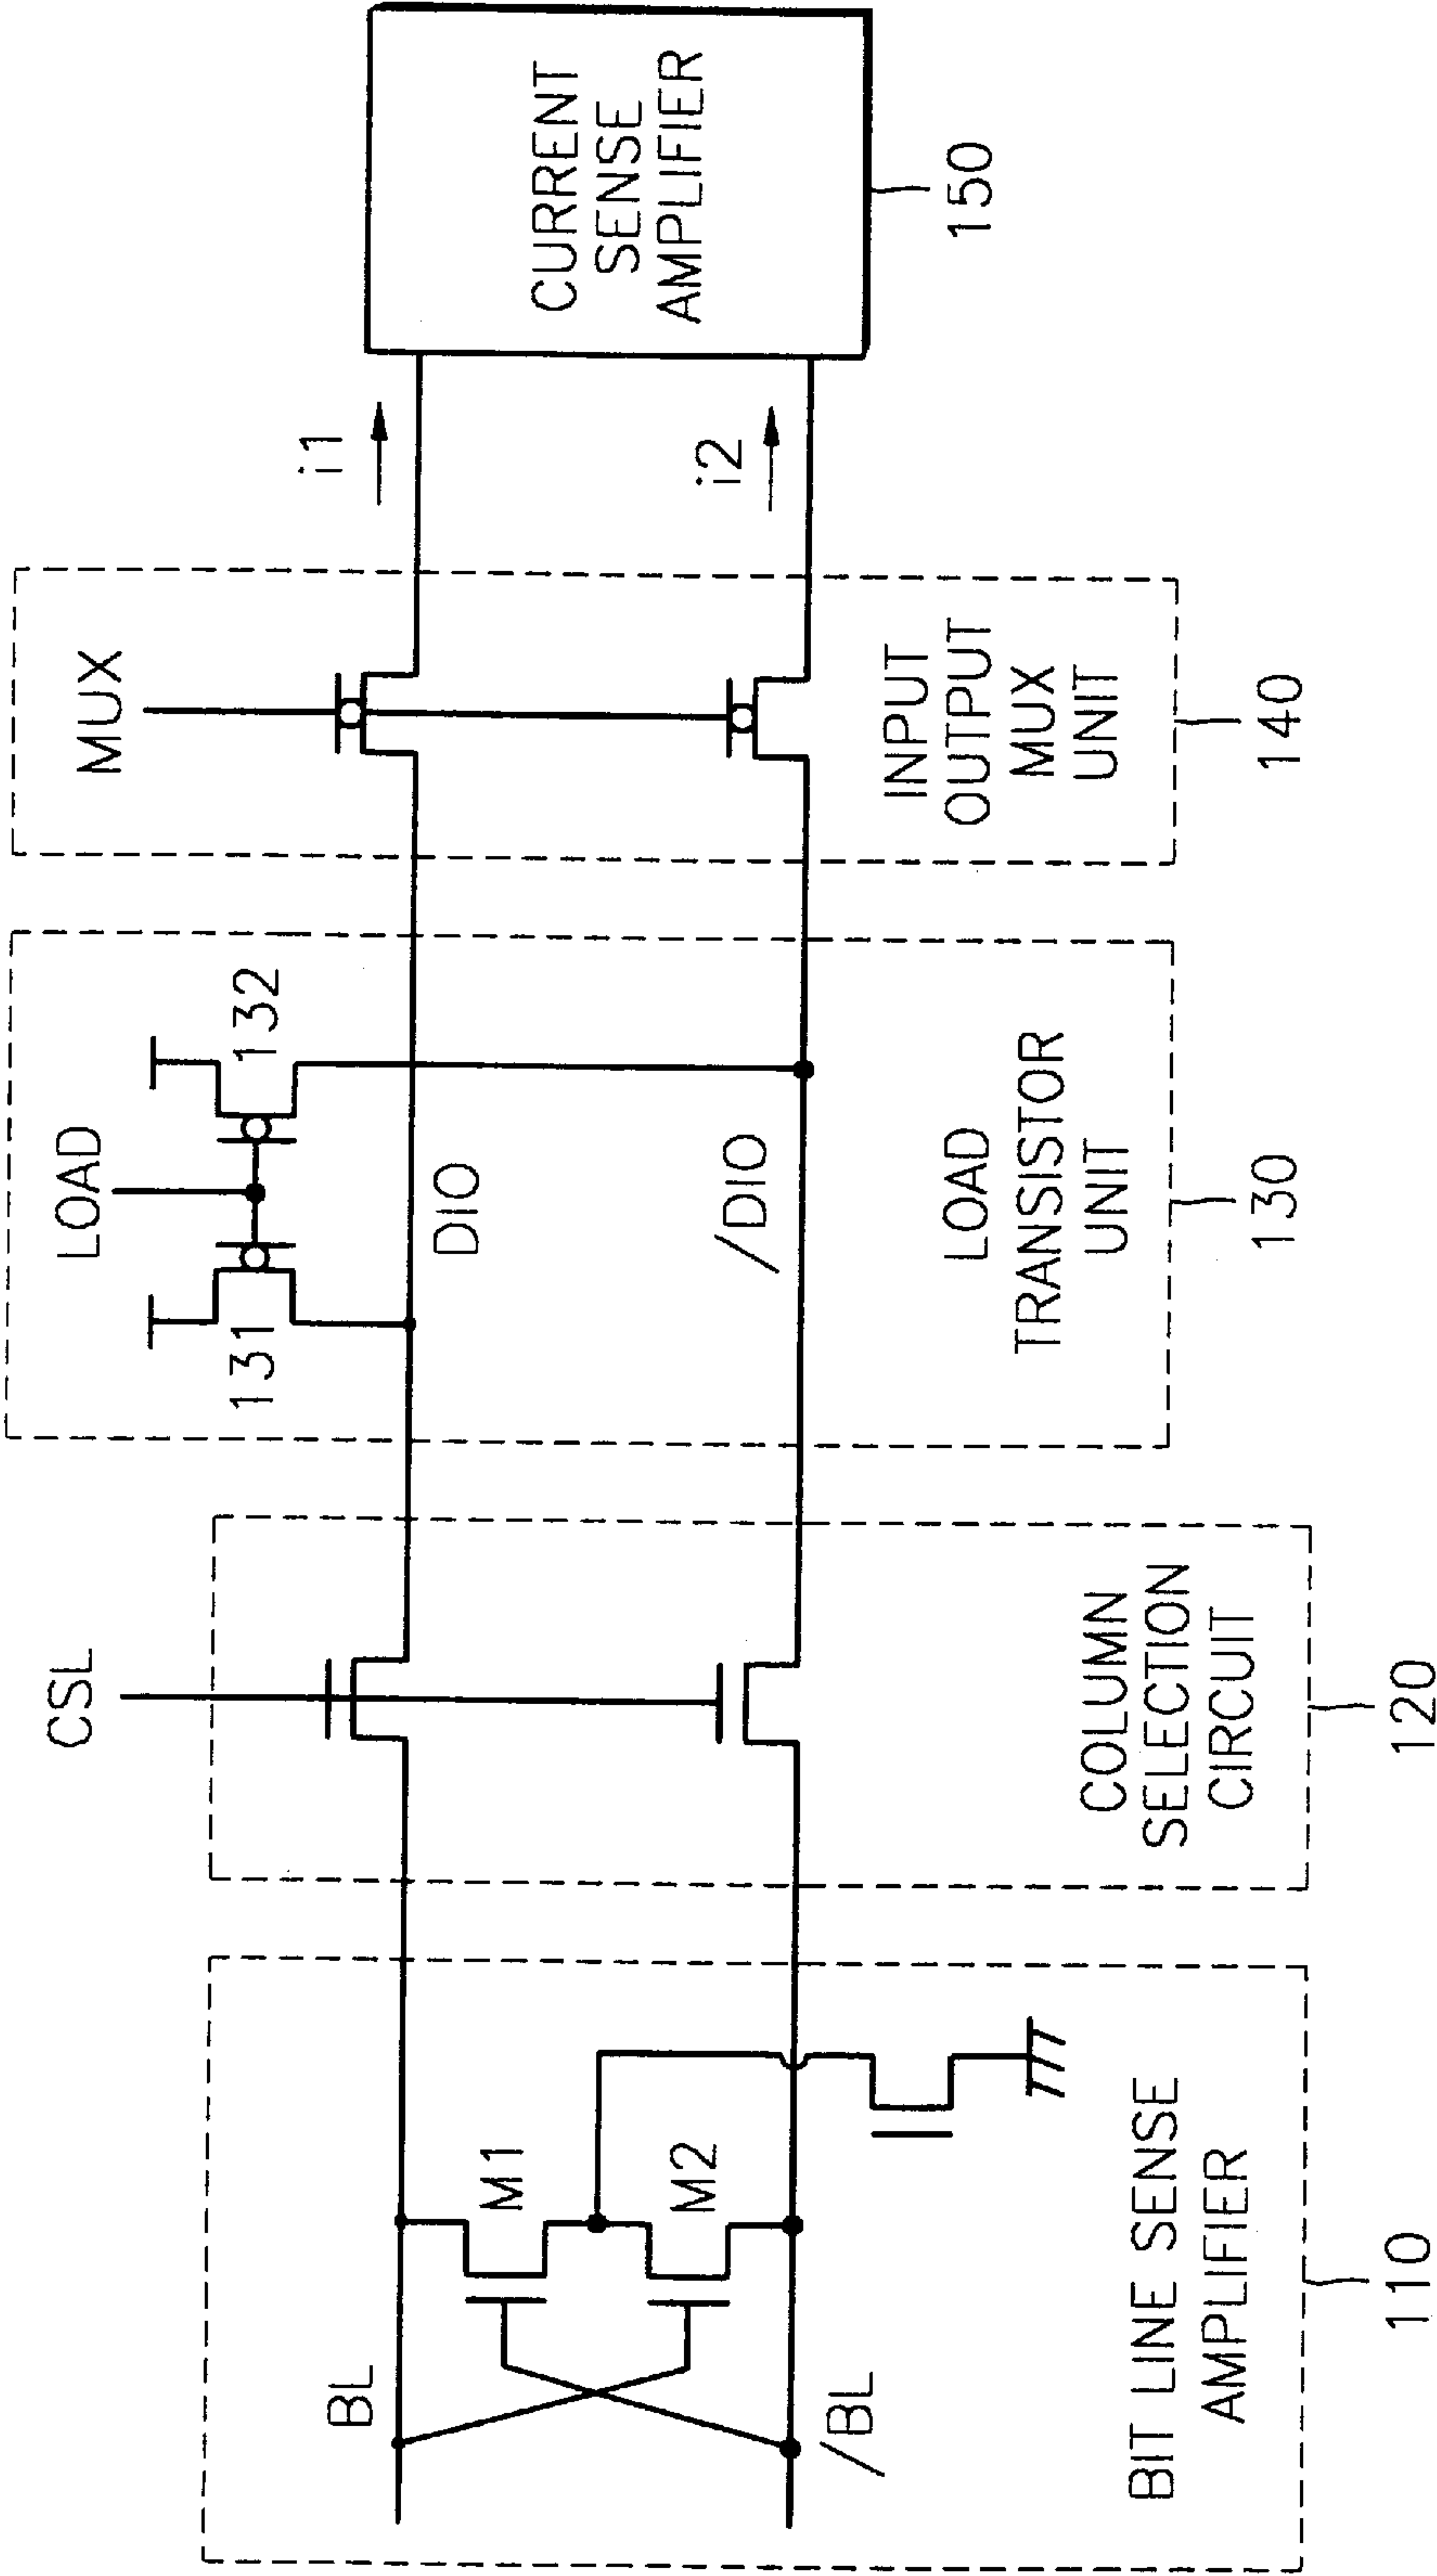 BL
/BL
M1
M2
BIT LINE SENSE
AMPLIFIER
110
CSL
COLUMN
SELECTION
CIRCUIT
120
LOAD
131
132
DIO
/DIO
LOAD
TRANSISTOR
UNIT
130
MUX
INPUT
OUTPUT
MUX
UNIT
140
i1
i2
CURRENT
SENSE
AMPLIFIER
150